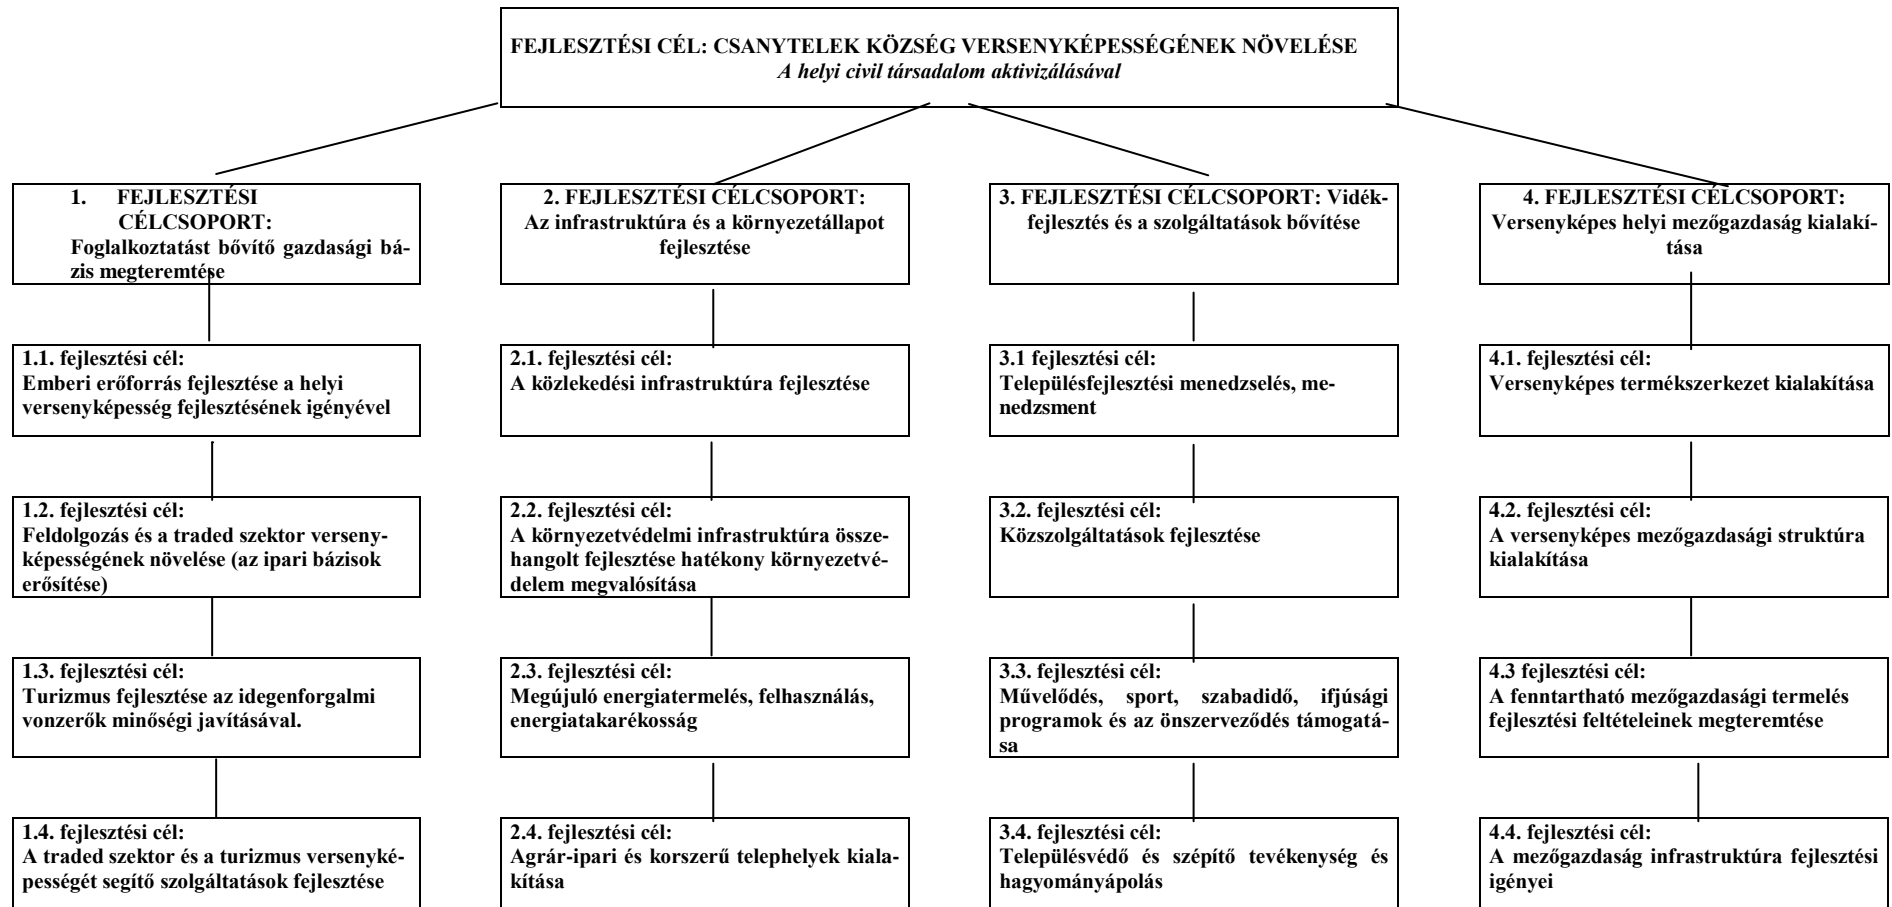 FEJLESZTÉSI CÉL: CSANYTELEK KÖZSÉG VERSENYKÉPESSÉGÉNEK NÖVELÉSE
A helyi civil társadalom aktivizálásával
1. FEJLESZTÉSI
CÉLCSOPORT:
Foglalkoztatást bővítő gazdasági bá-
zis megteremtése
1.1. fejlesztési cél:
Emberi erőforrás fejlesztése a helyi
versenyképesség fejlesztésének igényével
1.2. fejlesztési cél:
Feldolgozás és a traded szektor verseny-
képességének növelése (az ipari bázisok
erősítése)
1.3. fejlesztési cél:
Turizmus fejlesztése az idegenforgalmi
vonzerők minőségi javításával.
1.4. fejlesztési cél:
A traded szektor és a turizmus versenyké-
pességét segítő szolgáltatások fejlesztése
2. FEJLESZTÉSI CÉLCSOPORT:
Az infrastruktúra és a környezetállapot
fejlesztése
2.1. fejlesztési cél:
A közlekedési infrastruktúra fejlesztése
2.2. fejlesztési cél:
A környezetvédelmi infrastruktúra össze-
hangolt fejlesztése hatékony környezetvé-
delem megvalósítása
2.3. fejlesztési cél:
Megújuló energiatermelés, felhasználás,
energiatakarékosság
2.4. fejlesztési cél:
Agrár-ipari és korszerű telephelyek kiala-
kítása
3. FEJLESZTÉSI CÉLCSOPORT: Vidék-
fejlesztés és a szolgáltatások bővítése
3.1 fejlesztési cél:
Településfejlesztési menedzselés, me-
nedzsment
3.2. fejlesztési cél:
Közszolgáltatások fejlesztése
3.3. fejlesztési cél:
Művelődés, sport, szabadidő, ifjúsági
programok és az önszerveződés támogatá-
sa
3.4. fejlesztési cél:
Településvédő és szépítő tevékenység és
hagyományápolás
4. FEJLESZTÉSI CÉLCSOPORT:
Versenyképes helyi mezőgazdaság kialakí-
tása
4.1. fejlesztési cél:
Versenyképes termékszerkezet kialakítása
4.2. fejlesztési cél:
A versenyképes mezőgazdasági struktúra
kialakítása
4.3 fejlesztési cél:
A fenntartható mezőgazdasági termelés
fejlesztési feltételeinek megteremtése
4.4. fejlesztési cél:
A mezőgazdaság infrastruktúra fejlesztési
igényei